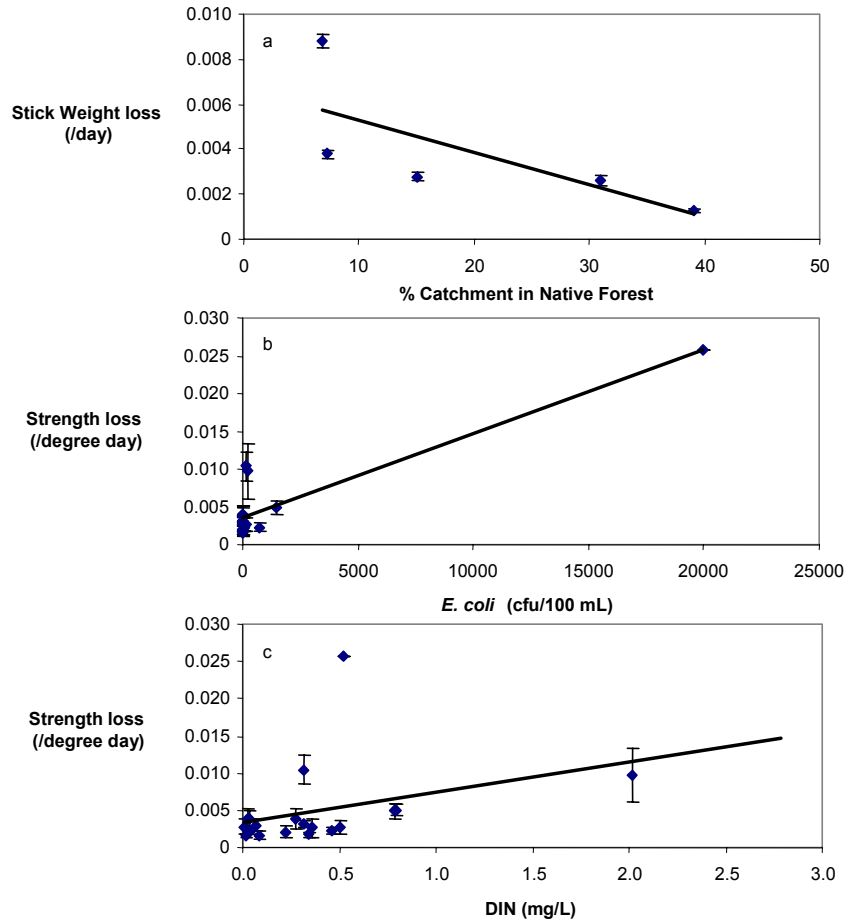 0.010
a
0.008
0.006
Stick Weight loss
(/day)
0.004
0.002
0
0 10 20 30 40 50
% Catchment in Native Forest
0.030
b
0.025
0.020
Strength loss
(/degree day)
0.015
0.010
0.005
0
0 5000 10000 15000 20000 25000
E. coli (cfu/100 mL)
0.030
c
0.025
0.020
Strength loss
(/degree day)
0.015
0.010
0.005
0
0.0 0.5 1.0 1.5 2.0 2.5 3.0
DIN (mg/L)